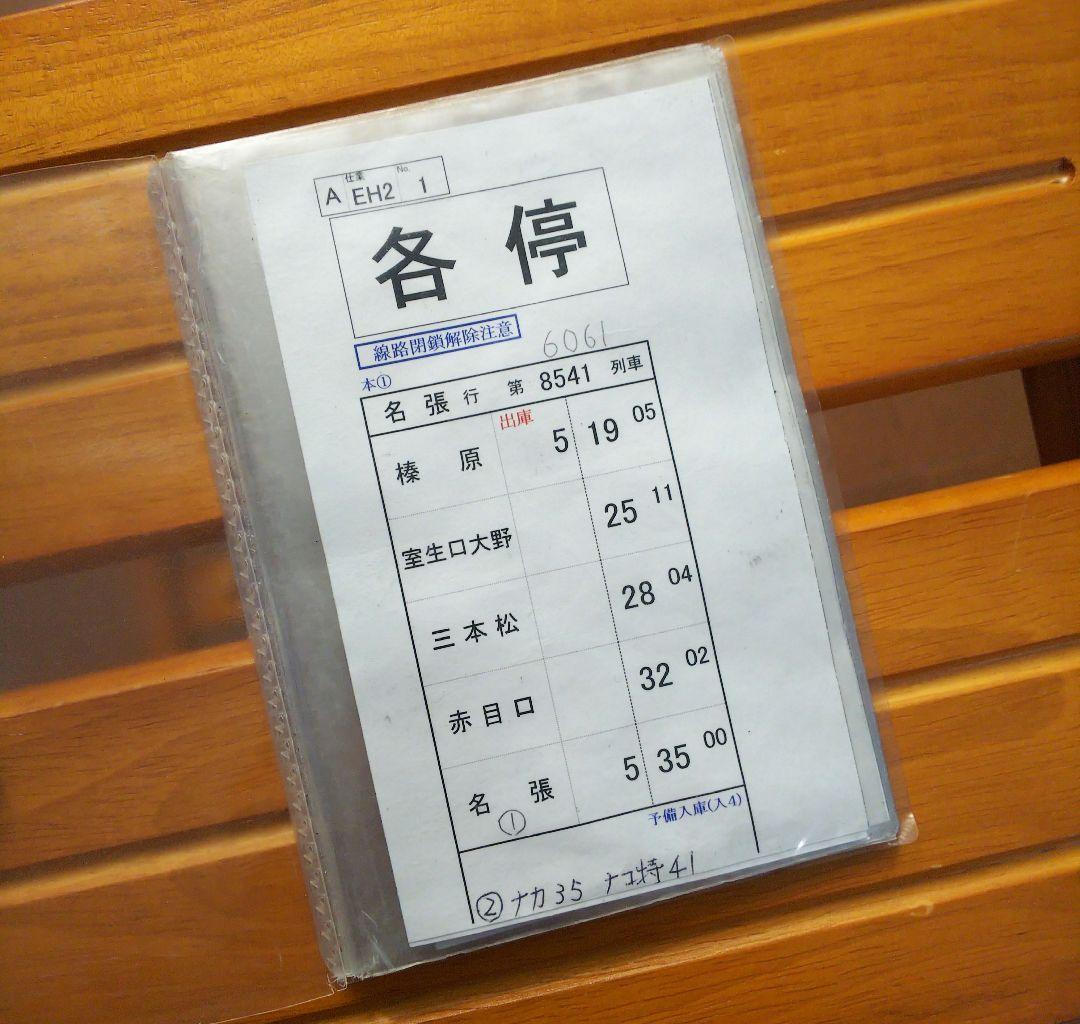 仕業 No.
A EH2 1
各停
線路閉鎖解除注意
6061
本①
名張行 第 8541 列車
榛原 出庫 5 19 05
室生口大野 25 11
三本松 28 04
赤目口 32 02
名張 5 35 00
①
予備入庫(入4)
② ナカ35 ナコ特41